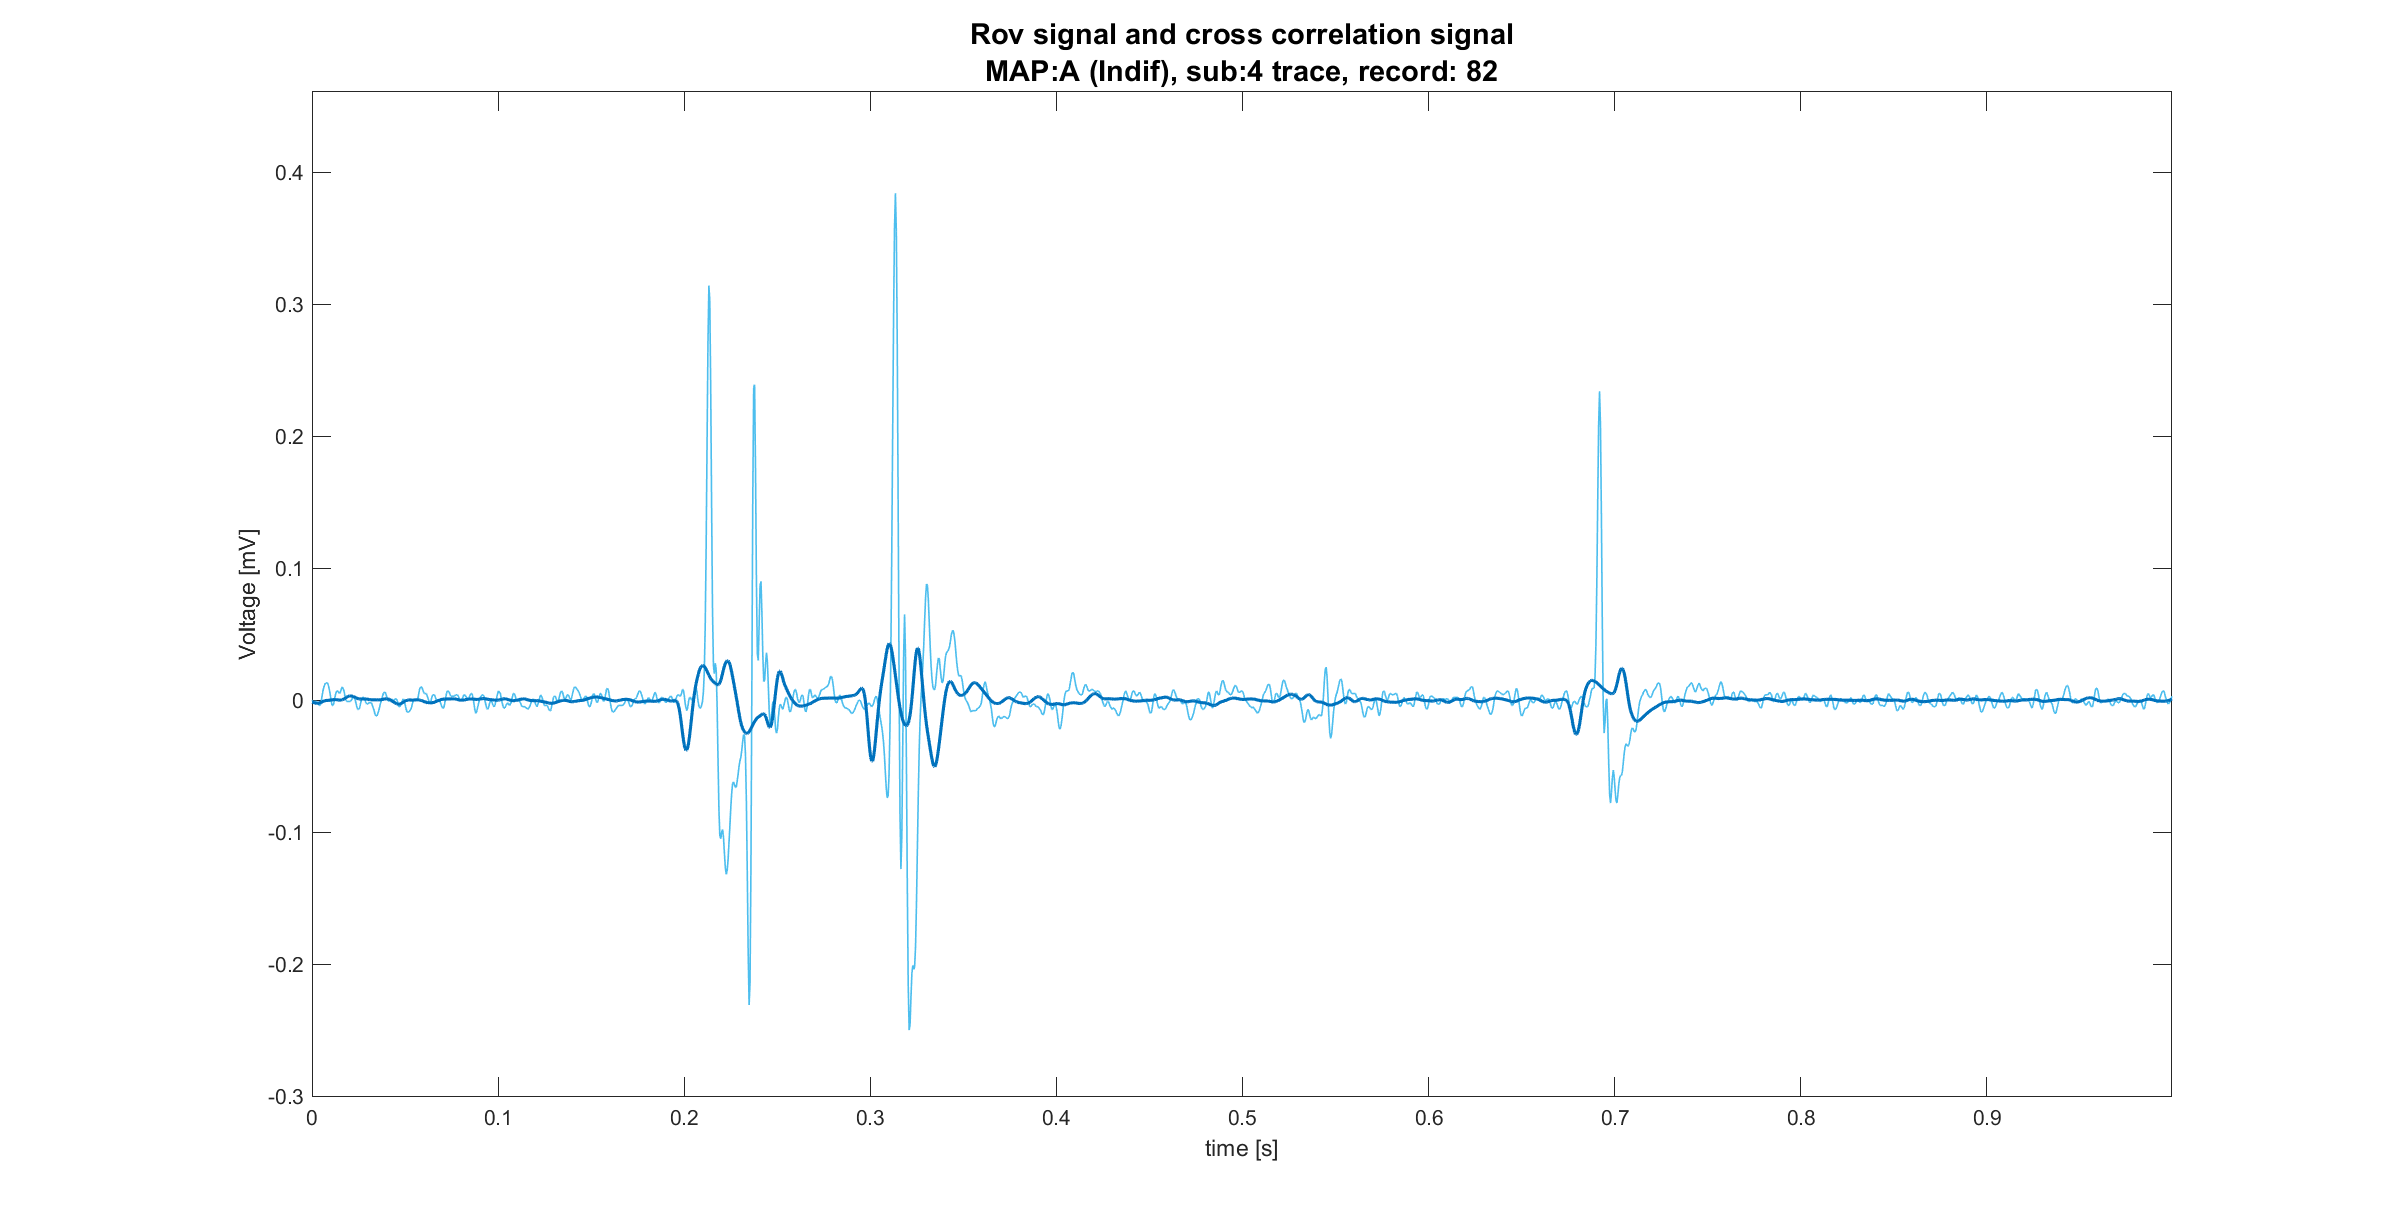 Rov signal and cross correlation signal
MAP:A (Indif), sub:4 trace, record: 82
0.4
0.3
0.2
0.1
0
-0.1
-0.2
-0.3
Voltage [mV]
0 0.1 0.2 0.3 0.4 0.5 0.6 0.7 0.8 0.9
time [s]